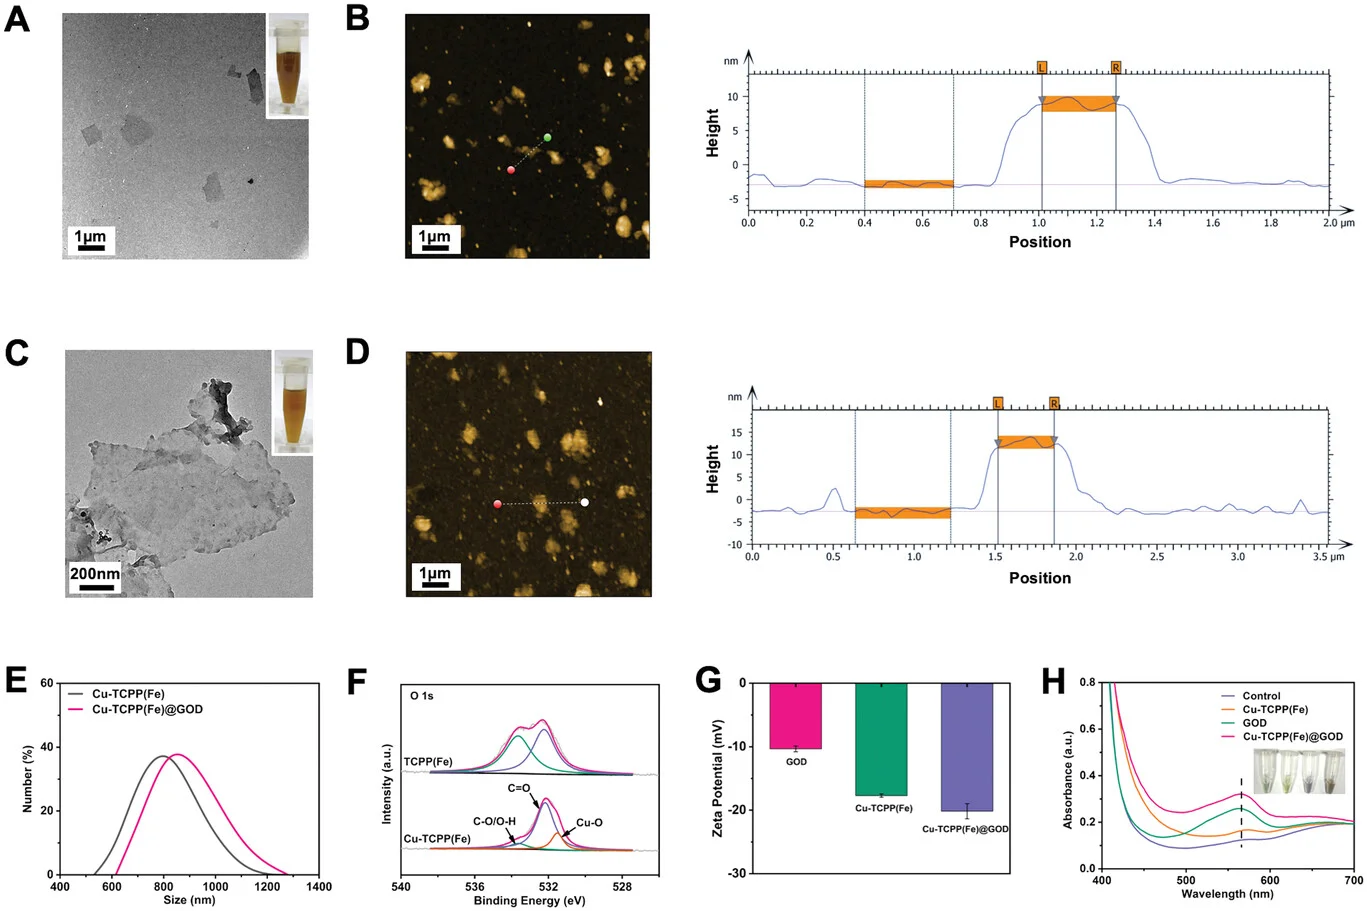 A
1μm
B
1μm
nm
L
R
10
5
0
-5
Height
0.0 0.2 0.4 0.6 0.8 1.0 1.2 1.4 1.6 1.8 2.0 μm
Position
C
200nm
D
1μm
nm
L
R
15
10
5
0
-5
-10
Height
0.0 0.5 1.0 1.5 2.0 2.5 3.0 3.5 μm
Position
E
Cu-TCPP(Fe)
Cu-TCPP(Fe)@GOD
60
40
20
0
Number (%)
400 600 800 1000 1200 1400
Size (nm)
F
O 1s
TCPP(Fe)
C=O
C-O/O-H
Cu-O
Cu-TCPP(Fe)
Intensity (a.u.)
540 536 532 528
Binding Energy (eV)
G
0
-10
-20
-30
Zeta Potential (mV)
GOD
Cu-TCPP(Fe)
Cu-TCPP(Fe)@GOD
H
Control
Cu-TCPP(Fe)
GOD
Cu-TCPP(Fe)@GOD
0.8
0.6
0.4
0.2
0.0
Absorbance (a.u.)
400 500 600 700
Wavelength (nm)